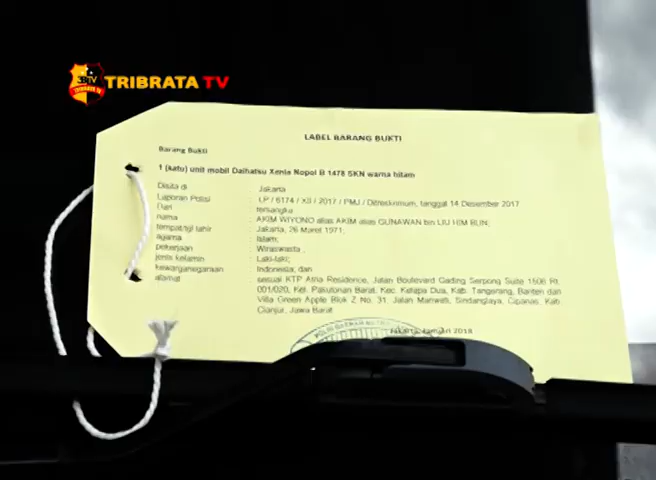 TRIBRATA TV
LABEL BARANG BUKTI
Barang Bukti
1 (satu) unit mobil Daihatsu Xenia Nopol B 1478 SKN warna hitam
Disita di : Jakarta
Laporan Polisi : LP / 6174 / XII / 2017 / PMJ / Ditreskrimum, tanggal 14 Desember 2017
Dari : tersangka
nama : AKIM WIYONO alias AKIM alias GUNAWAN bin LIU HIM BUN;
tempat/tgl lahir : Jakarta, 26 Maret 1971;
agama : Islam;
pekerjaan : Wiraswasta
jenis kelamin : Laki-laki;
kewarganegaraan : Indonesia; dan
alamat : sesuai KTP Atria Residence, Jalan Boulevard Gading Serpong Suite 1506 Rt.
001/020, Kel. Pakulonan Barat, Kec. Kelapa Dua, Kab. Tangerang, Banten dan
Villa Green Apple Blok Z No. 31, Jalan Mariwati, Sindanglaya, Cipanas, Kab.
Cianjur, Jawa Barat
Jakarta, Januari 2018